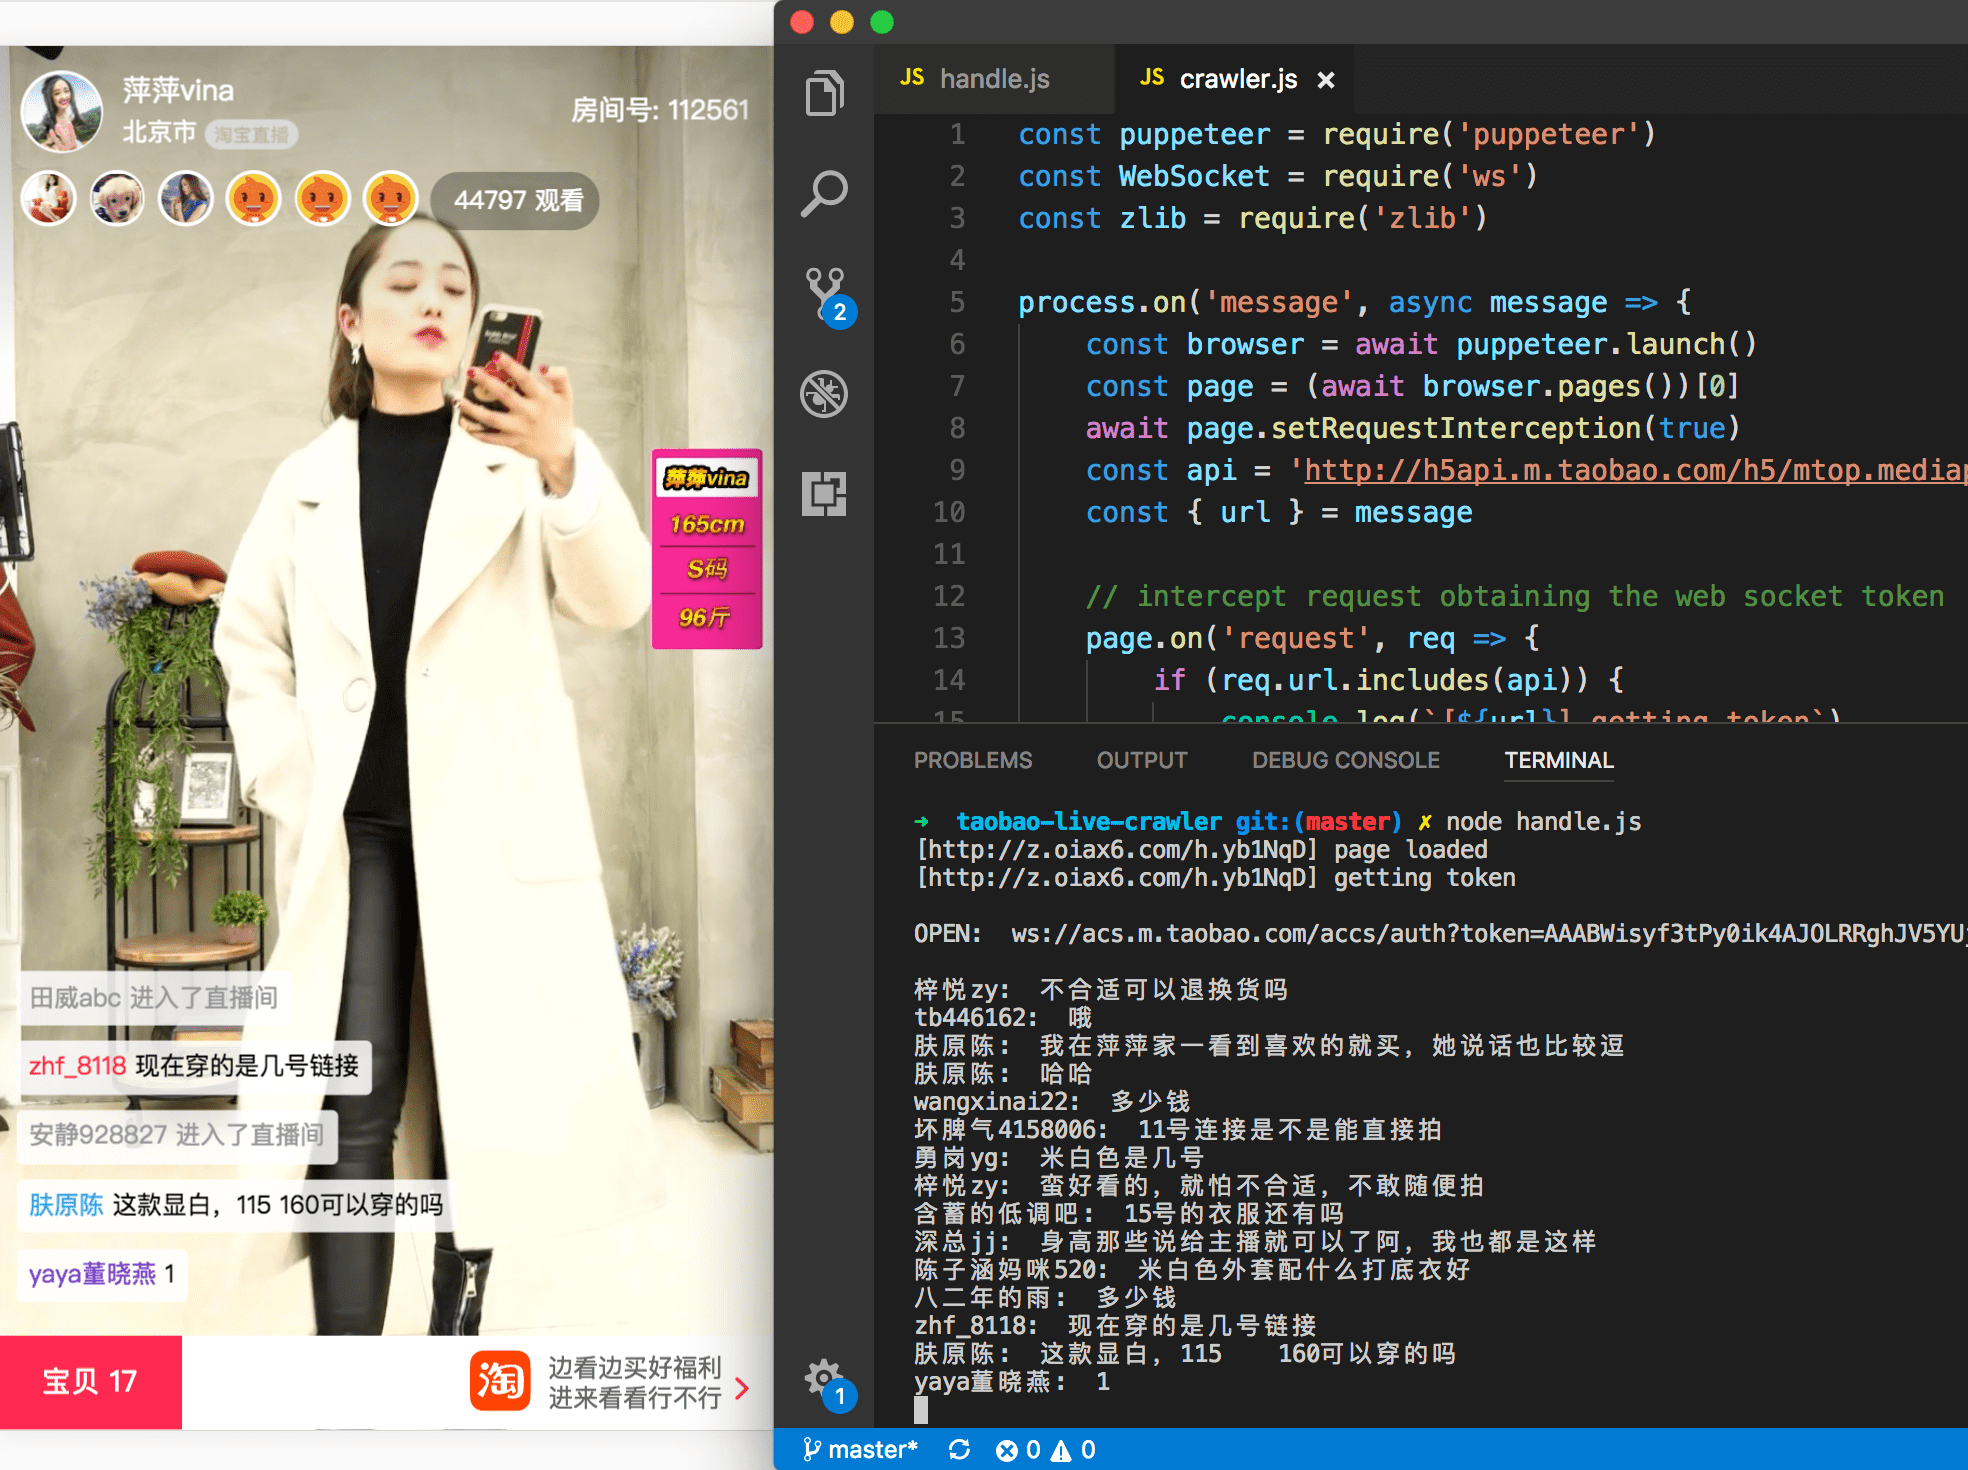 萍萍vina
北京市 淘宝直播
房间号: 112561
44797 观看
萍萍vina
165cm
S码
96斤
田威abc 进入了直播间
zhf_8118 现在穿的是几号链接
安静928827 进入了直播间
肤原陈 这款显白，115 160可以穿的吗
yaya董晓燕 1
宝贝 17
淘
边看边买好福利
进来看看行不行
JS handle.js
JS crawler.js ×
2
1
1 const puppeteer = require('puppeteer')
2 const WebSocket = require('ws')
3 const zlib = require('zlib')
4
5 process.on('message', async message => {
6 const browser = await puppeteer.launch()
7 const page = (await browser.pages())[0]
8 await page.setRequestInterception(true)
9 const api = 'http://h5api.m.taobao.com/h5/mtop.mediap
10 const { url } = message
11
12 // intercept request obtaining the web socket token
13 page.on('request', req => {
14 if (req.url.includes(api)) {
15 console.log(`[${url}] getting token`)
PROBLEMS OUTPUT DEBUG CONSOLE TERMINAL
➜ taobao-live-crawler git:(master) ✗ node handle.js
[http://z.oiax6.com/h.yb1NqD] page loaded
[http://z.oiax6.com/h.yb1NqD] getting token
OPEN: ws://acs.m.taobao.com/accs/auth?token=AAABWisyf3tPy0ik4AJOLRRghJV5YUj
梓悦zy: 不合适可以退换货吗
tb446162: 哦
肤原陈: 我在萍萍家一看到喜欢的就买，她说话也比较逗
肤原陈: 哈哈
wangxinai22: 多少钱
坏脾气4158006: 11号连接是不是能直接拍
勇岗yg: 米白色是几号
梓悦zy: 蛮好看的，就怕不合适，不敢随便拍
含蓄的低调吧: 15号的衣服还有吗
深总jj: 身高那些说给主播就可以了阿，我也都是这样
陈子涵妈咪520: 米白色外套配什么打底衣好
八二年的雨: 多少钱
zhf_8118: 现在穿的是几号链接
肤原陈: 这款显白，115 160可以穿的吗
yaya董晓燕: 1
master* 0 0